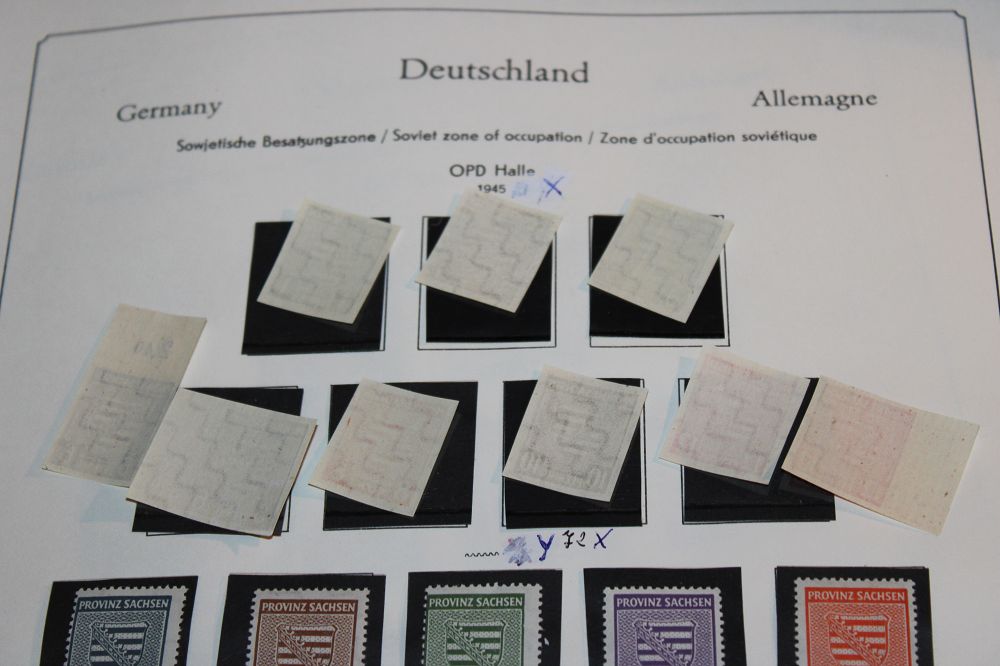 Deutschland
Germany
Allemagne
Sowjetische Besatzungszone / Soviet zone of occupation / Zone d'occupation soviétique
OPD Halle
1945 X
y 72 X
PROVINZ SACHSEN
PROVINZ SACHSEN
PROVINZ SACHSEN
PROVINZ SACHSEN
PROVINZ SACHSEN